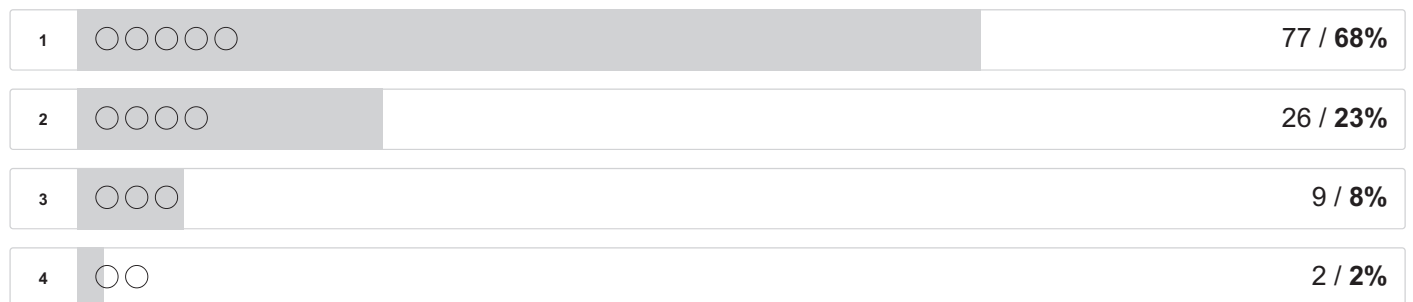 1 ○○○○○ 77 / 68%
2 ○○○○ 26 / 23%
3 ○○○ 9 / 8%
4 ○○ 2 / 2%